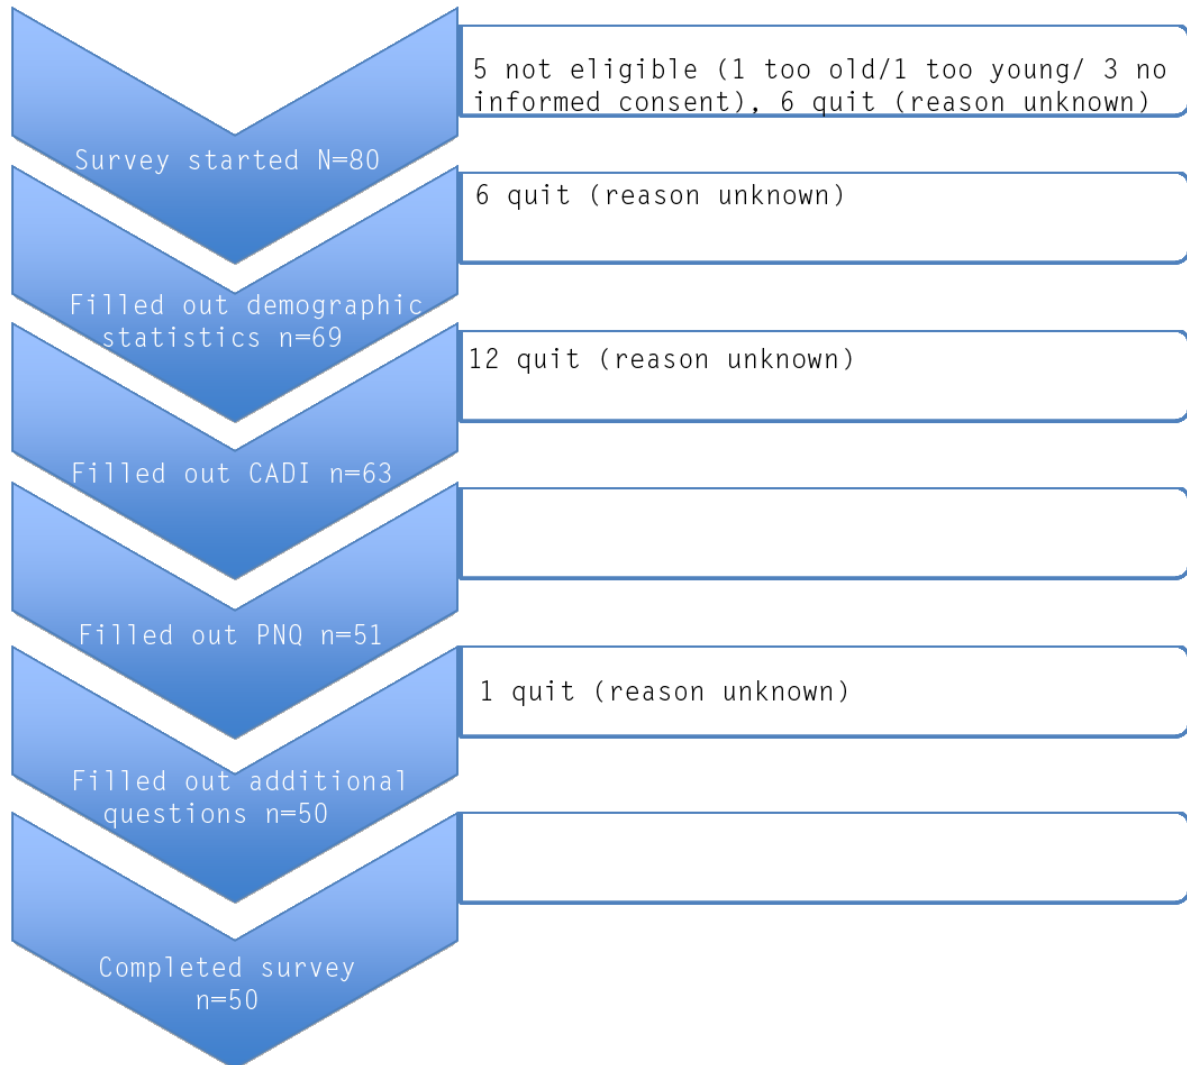 5 not eligible (1 too old/1 too young/ 3 no
informed consent), 6 quit (reason unknown)
Survey started N=80
6 quit (reason unknown)
Filled out demographic
statistics n=69
12 quit (reason unknown)
Filled out CADI n=63
Filled out PNQ n=51
1 quit (reason unknown)
Filled out additional
questions n=50
Completed survey
n=50